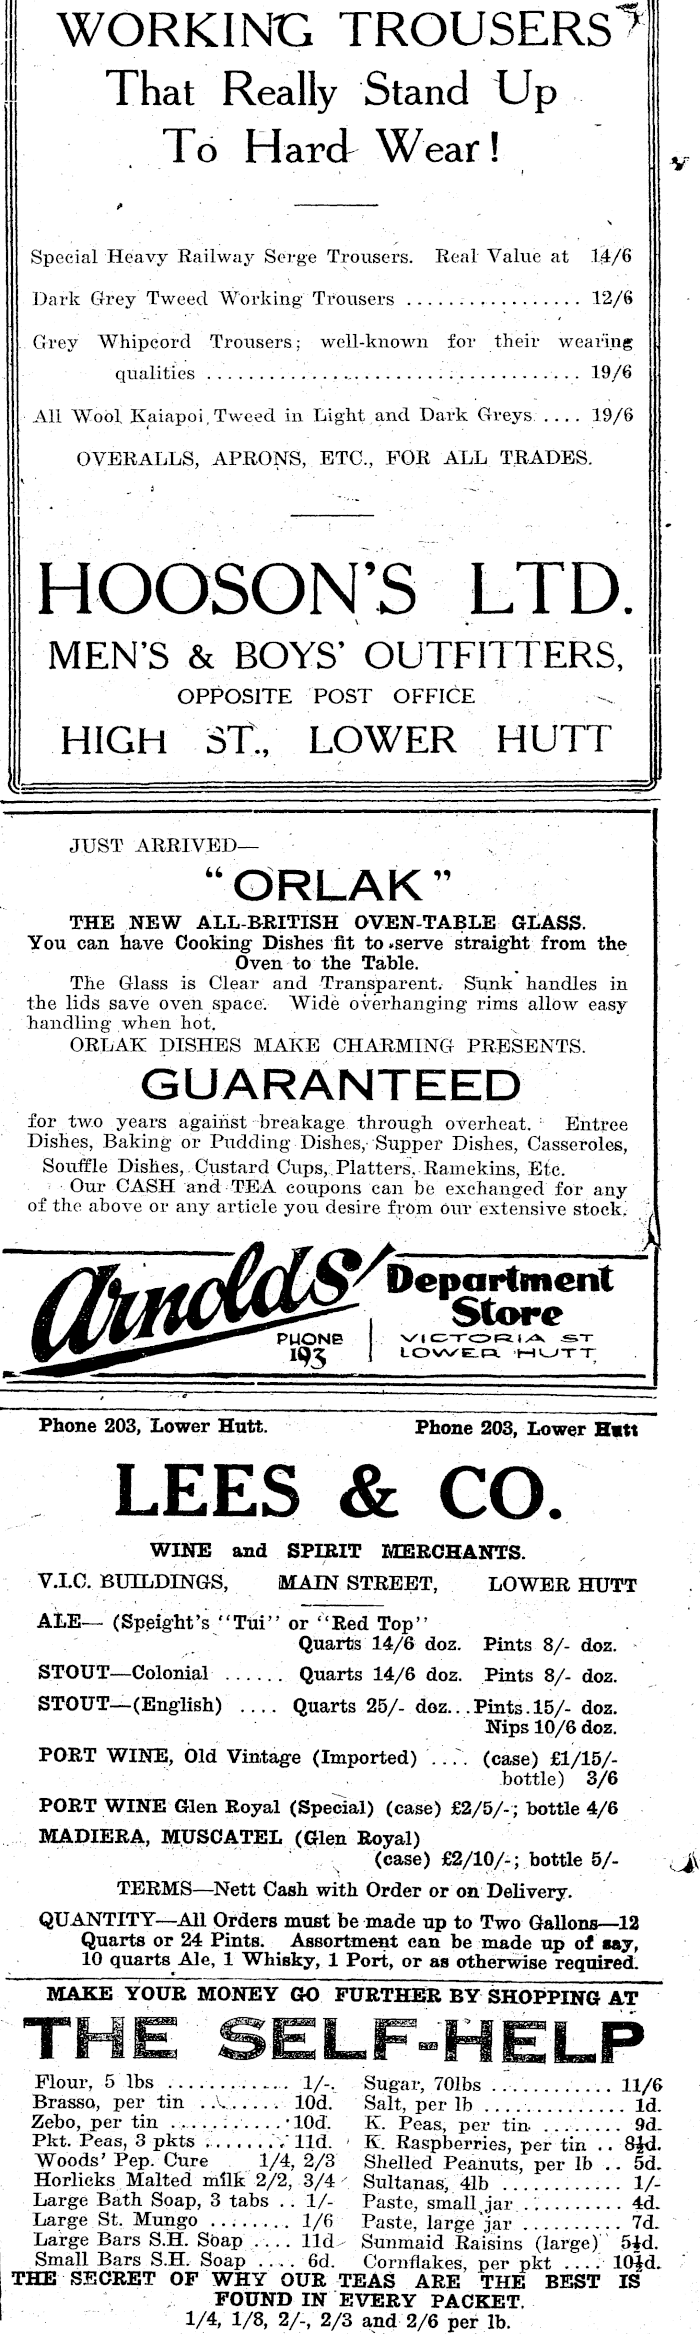 WORKING TROUSERS
That Really Stand Up
To Hard Wear!
Special Heavy Railway Serge Trousers. Real Value at 14/6
Dark Grey Tweed Working Trousers ................ 12/6
Grey Whipcord Trousers; well-known for their wearing
qualities ................................... 19/6
All Wool Kaiapoi Tweed in Light and Dark Greys .... 19/6
OVERALLS, APRONS, ETC., FOR ALL TRADES.
HOOSON'S LTD.
MEN'S & BOYS' OUTFITTERS,
OPPOSITE POST OFFICE
HIGH ST., LOWER HUTT
JUST ARRIVED—
"ORLAK"
THE NEW ALL-BRITISH OVEN-TABLE GLASS.
You can have Cooking Dishes fit to serve straight from the
Oven to the Table.
The Glass is Clear and Transparent. Sunk handles in
the lids save oven space. Wide overhanging rims allow easy
handling when hot.
ORLAK DISHES MAKE CHARMING PRESENTS.
GUARANTEED
for two years against breakage through overheat. Entree
Dishes, Baking or Pudding Dishes, Supper Dishes, Casseroles,
Souffle Dishes, Custard Cups, Platters, Ramekins, Etc.
Our CASH and TEA coupons can be exchanged for any
of the above or any article you desire from our extensive stock.
Arnolds' Department
Store
PHONE 193
VICTORIA ST
LOWER HUTT
Phone 203, Lower Hutt. Phone 203, Lower Hutt
LEES & CO.
WINE and SPIRIT MERCHANTS.
V.I.C. BUILDINGS, MAIN STREET, LOWER HUTT
ALE— (Speight's "Tui" or "Red Top"
Quarts 14/6 doz. Pints 8/- doz.
STOUT—Colonial ...... Quarts 14/6 doz. Pints 8/- doz.
STOUT—(English) .... Quarts 25/- doz...Pints 15/- doz.
Nips 10/6 doz.
PORT WINE, Old Vintage (Imported) .... (case) £1/15/-
bottle) 3/6
PORT WINE Glen Royal (Special) (case) £2/5/-; bottle 4/6
MADIERA, MUSCATEL (Glen Royal)
(case) £2/10/-; bottle 5/-
TERMS—Nett Cash with Order or on Delivery.
QUANTITY—All Orders must be made up to Two Gallons—12
Quarts or 24 Pints. Assortment can be made up of say,
10 quarts Ale, 1 Whisky, 1 Port, or as otherwise required.
MAKE YOUR MONEY GO FURTHER BY SHOPPING AT
THE SELF-HELP
Flour, 5 lbs ............ 1/-.
Brasso, per tin ......... 10d.
Zebo, per tin ........... 10d.
Pkt. Peas, 3 pkts ........ 11d.
Woods' Pep. Cure 1/4, 2/3
Horlicks Malted milk 2/2, 3/4
Large Bath Soap, 3 tabs .. 1/-
Large St. Mungo ........ 1/6
Large Bars S.H. Soap .... 11d
Small Bars S.H. Soap .... 6d.
Sugar, 70lbs ............ 11/6
Salt, per lb ............. 1d.
K. Peas, per tin ........ 9d.
K. Raspberries, per tin .. 8½d.
Shelled Peanuts, per lb .. 5d.
Sultanas, 4lb ............ 1/-
Paste, small jar .......... 4d.
Paste, large jar .......... 7d.
Sunmaid Raisins (large) 5½d.
Cornflakes, per pkt .... 10½d.
THE SECRET OF WHY OUR TEAS ARE THE BEST IS
FOUND IN EVERY PACKET.
1/4, 1/8, 2/-, 2/3 and 2/6 per lb.